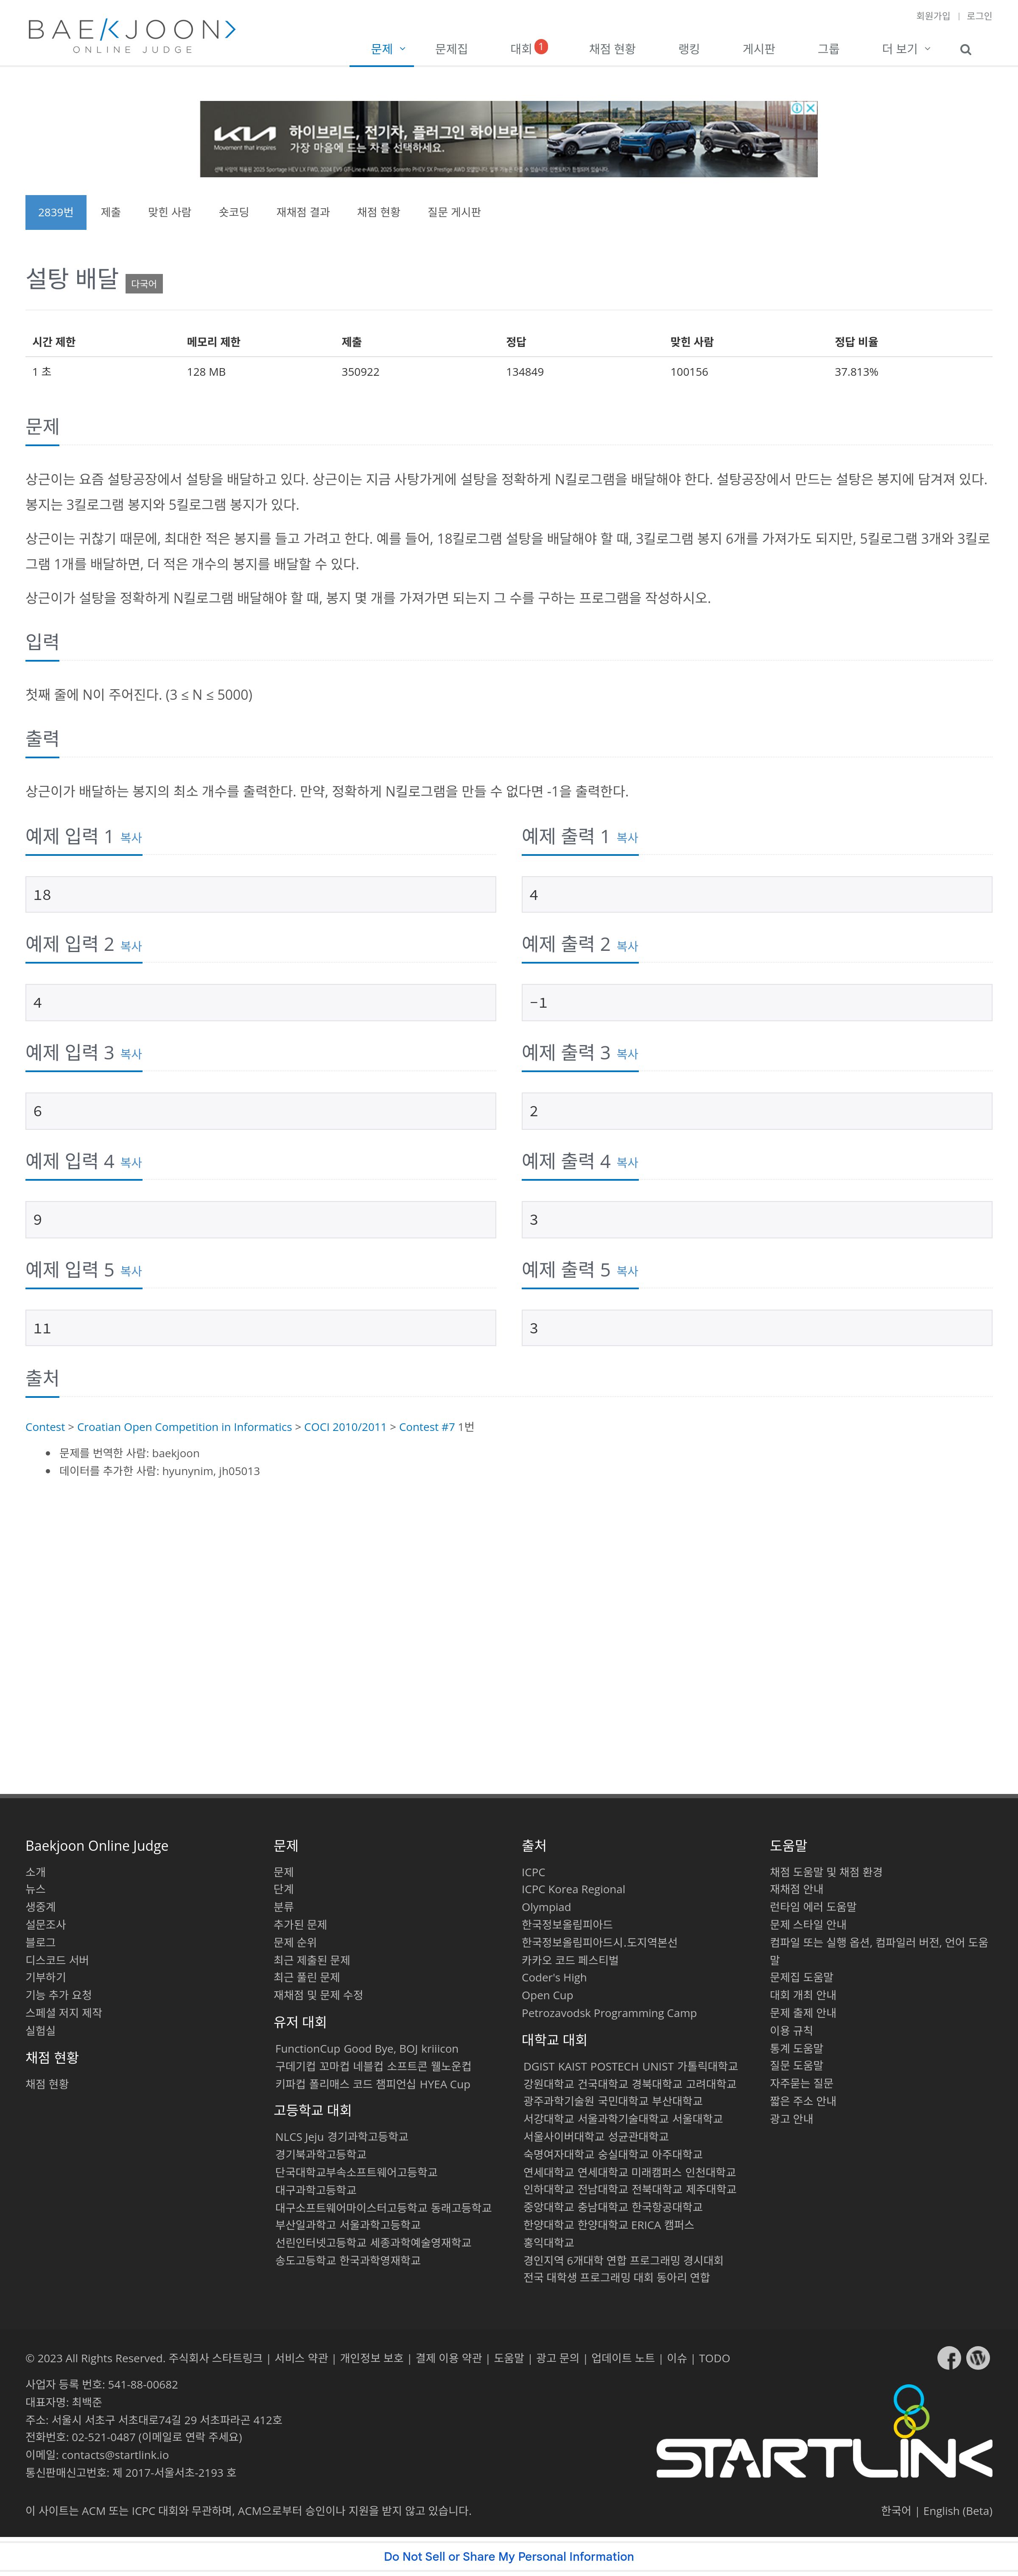 회원가입 | 로그인
BAEKJOON>
ONLINE JUDGE
문제 문제집 대회 1 채점 현황 랭킹 게시판 그룹 더 보기
KIA
Movement that inspires
하이브리드, 전기차, 플러그인 하이브리드
가장 마음에 드는 차를 선택하세요.
2839번 제출 맞힌 사람 숏코딩 재채점 결과 채점 현황 질문 게시판
설탕 배달 다국어
시간 제한 메모리 제한 제출 정답 맞힌 사람 정답 비율
1 초 128 MB 350922 134849 100156 37.813%
문제
상근이는 요즘 설탕공장에서 설탕을 배달하고 있다. 상근이는 지금 사탕가게에 설탕을 정확하게 N킬로그램을 배달해야 한다. 설탕공장에서 만드는 설탕은 봉지에 담겨져 있다.
봉지는 3킬로그램 봉지와 5킬로그램 봉지가 있다.
상근이는 귀찮기 때문에, 최대한 적은 봉지를 들고 가려고 한다. 예를 들어, 18킬로그램 설탕을 배달해야 할 때, 3킬로그램 봉지 6개를 가져가도 되지만, 5킬로그램 3개와 3킬로
그램 1개를 배달하면, 더 적은 개수의 봉지를 배달할 수 있다.
상근이가 설탕을 정확하게 N킬로그램 배달해야 할 때, 봉지 몇 개를 가져가면 되는지 그 수를 구하는 프로그램을 작성하시오.
입력
첫째 줄에 N이 주어진다. (3 ≤ N ≤ 5000)
출력
상근이가 배달하는 봉지의 최소 개수를 출력한다. 만약, 정확하게 N킬로그램을 만들 수 없다면 -1을 출력한다.
예제 입력 1 복사
18
예제 출력 1 복사
4
예제 입력 2 복사
4
예제 출력 2 복사
-1
예제 입력 3 복사
6
예제 출력 3 복사
2
예제 입력 4 복사
9
예제 출력 4 복사
3
예제 입력 5 복사
11
예제 출력 5 복사
3
출처
Contest > Croatian Open Competition in Informatics > COCI 2010/2011 > Contest #7 1번
문제를 번역한 사람: baekjoon
데이터를 추가한 사람: hyunynim, jh05013
Baekjoon Online Judge
소개
뉴스
생중계
설문조사
블로그
디스코드 서버
기부하기
기능 추가 요청
스페셜 저지 제작
실험실
채점 현황
채점 현황
문제
문제
단계
분류
추가된 문제
문제 순위
최근 제출된 문제
최근 풀린 문제
재채점 및 문제 수정
유저 대회
FunctionCup Good Bye, BOJ kriiicon
구데기컵 꼬마컵 네블컵 소프트콘 웰노운컵
키파컵 폴리매스 코드 챔피언십 HYEA Cup
고등학교 대회
NLCS Jeju 경기과학고등학교
경기북과학고등학교
단국대학교부속소프트웨어고등학교
대구과학고등학교
대구소프트웨어마이스터고등학교 동래고등학교
부산일과학고 서울과학고등학교
선린인터넷고등학교 세종과학예술영재학교
송도고등학교 한국과학영재학교
출처
ICPC
ICPC Korea Regional
Olympiad
한국정보올림피아드
한국정보올림피아드시.도지역본선
카카오 코드 페스티벌
Coder's High
Open Cup
Petrozavodsk Programming Camp
대학교 대회
DGIST KAIST POSTECH UNIST 가톨릭대학교
강원대학교 건국대학교 경북대학교 고려대학교
광주과학기술원 국민대학교 부산대학교
서강대학교 서울과학기술대학교 서울대학교
서울사이버대학교 성균관대학교
숙명여자대학교 숭실대학교 아주대학교
연세대학교 연세대학교 미래캠퍼스 인천대학교
인하대학교 전남대학교 전북대학교 제주대학교
중앙대학교 충남대학교 한국항공대학교
한양대학교 한양대학교 ERICA 캠퍼스
홍익대학교
경인지역 6개대학 연합 프로그래밍 경시대회
전국 대학생 프로그래밍 대회 동아리 연합
도움말
채점 도움말 및 채점 환경
재채점 안내
런타임 에러 도움말
문제 스타일 안내
컴파일 또는 실행 옵션, 컴파일러 버전, 언어 도움
말
문제집 도움말
대회 개최 안내
문제 출제 안내
이용 규칙
통계 도움말
질문 도움말
자주묻는 질문
짧은 주소 안내
광고 안내
© 2023 All Rights Reserved. 주식회사 스타트링크 | 서비스 약관 | 개인정보 보호 | 결제 이용 약관 | 도움말 | 광고 문의 | 업데이트 노트 | 이슈 | TODO
사업자 등록 번호: 541-88-00682
대표자명: 최백준
주소: 서울시 서초구 서초대로74길 29 서초파라곤 412호
전화번호: 02-521-0487 (이메일로 연락 주세요)
이메일: contacts@startlink.io
통신판매신고번호: 제 2017-서울서초-2193 호
STARTLINK
이 사이트는 ACM 또는 ICPC 대회와 무관하며, ACM으로부터 승인이나 지원을 받지 않고 있습니다.
한국어 | English (Beta)
Do Not Sell or Share My Personal Information